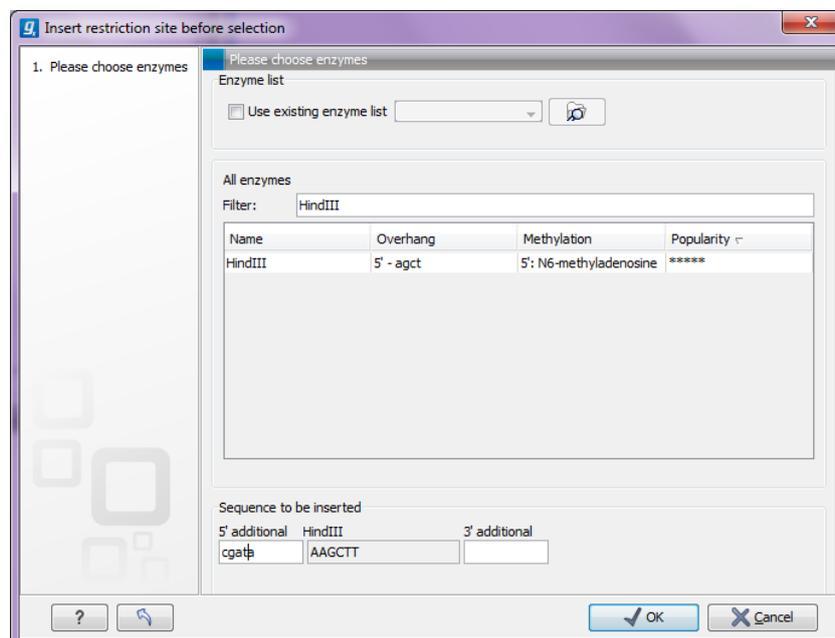 Insert restriction site before selection
1. Please choose enzymes
Please choose enzymes
Enzyme list
Use existing enzyme list
All enzymes
Filter: HindIII
Name Overhang Methylation Popularity
HindIII 5' - agct 5': N6-methyladenosine *****
Sequence to be inserted
5' additional HindIII 3' additional
cgata AAGCTT
? OK Cancel